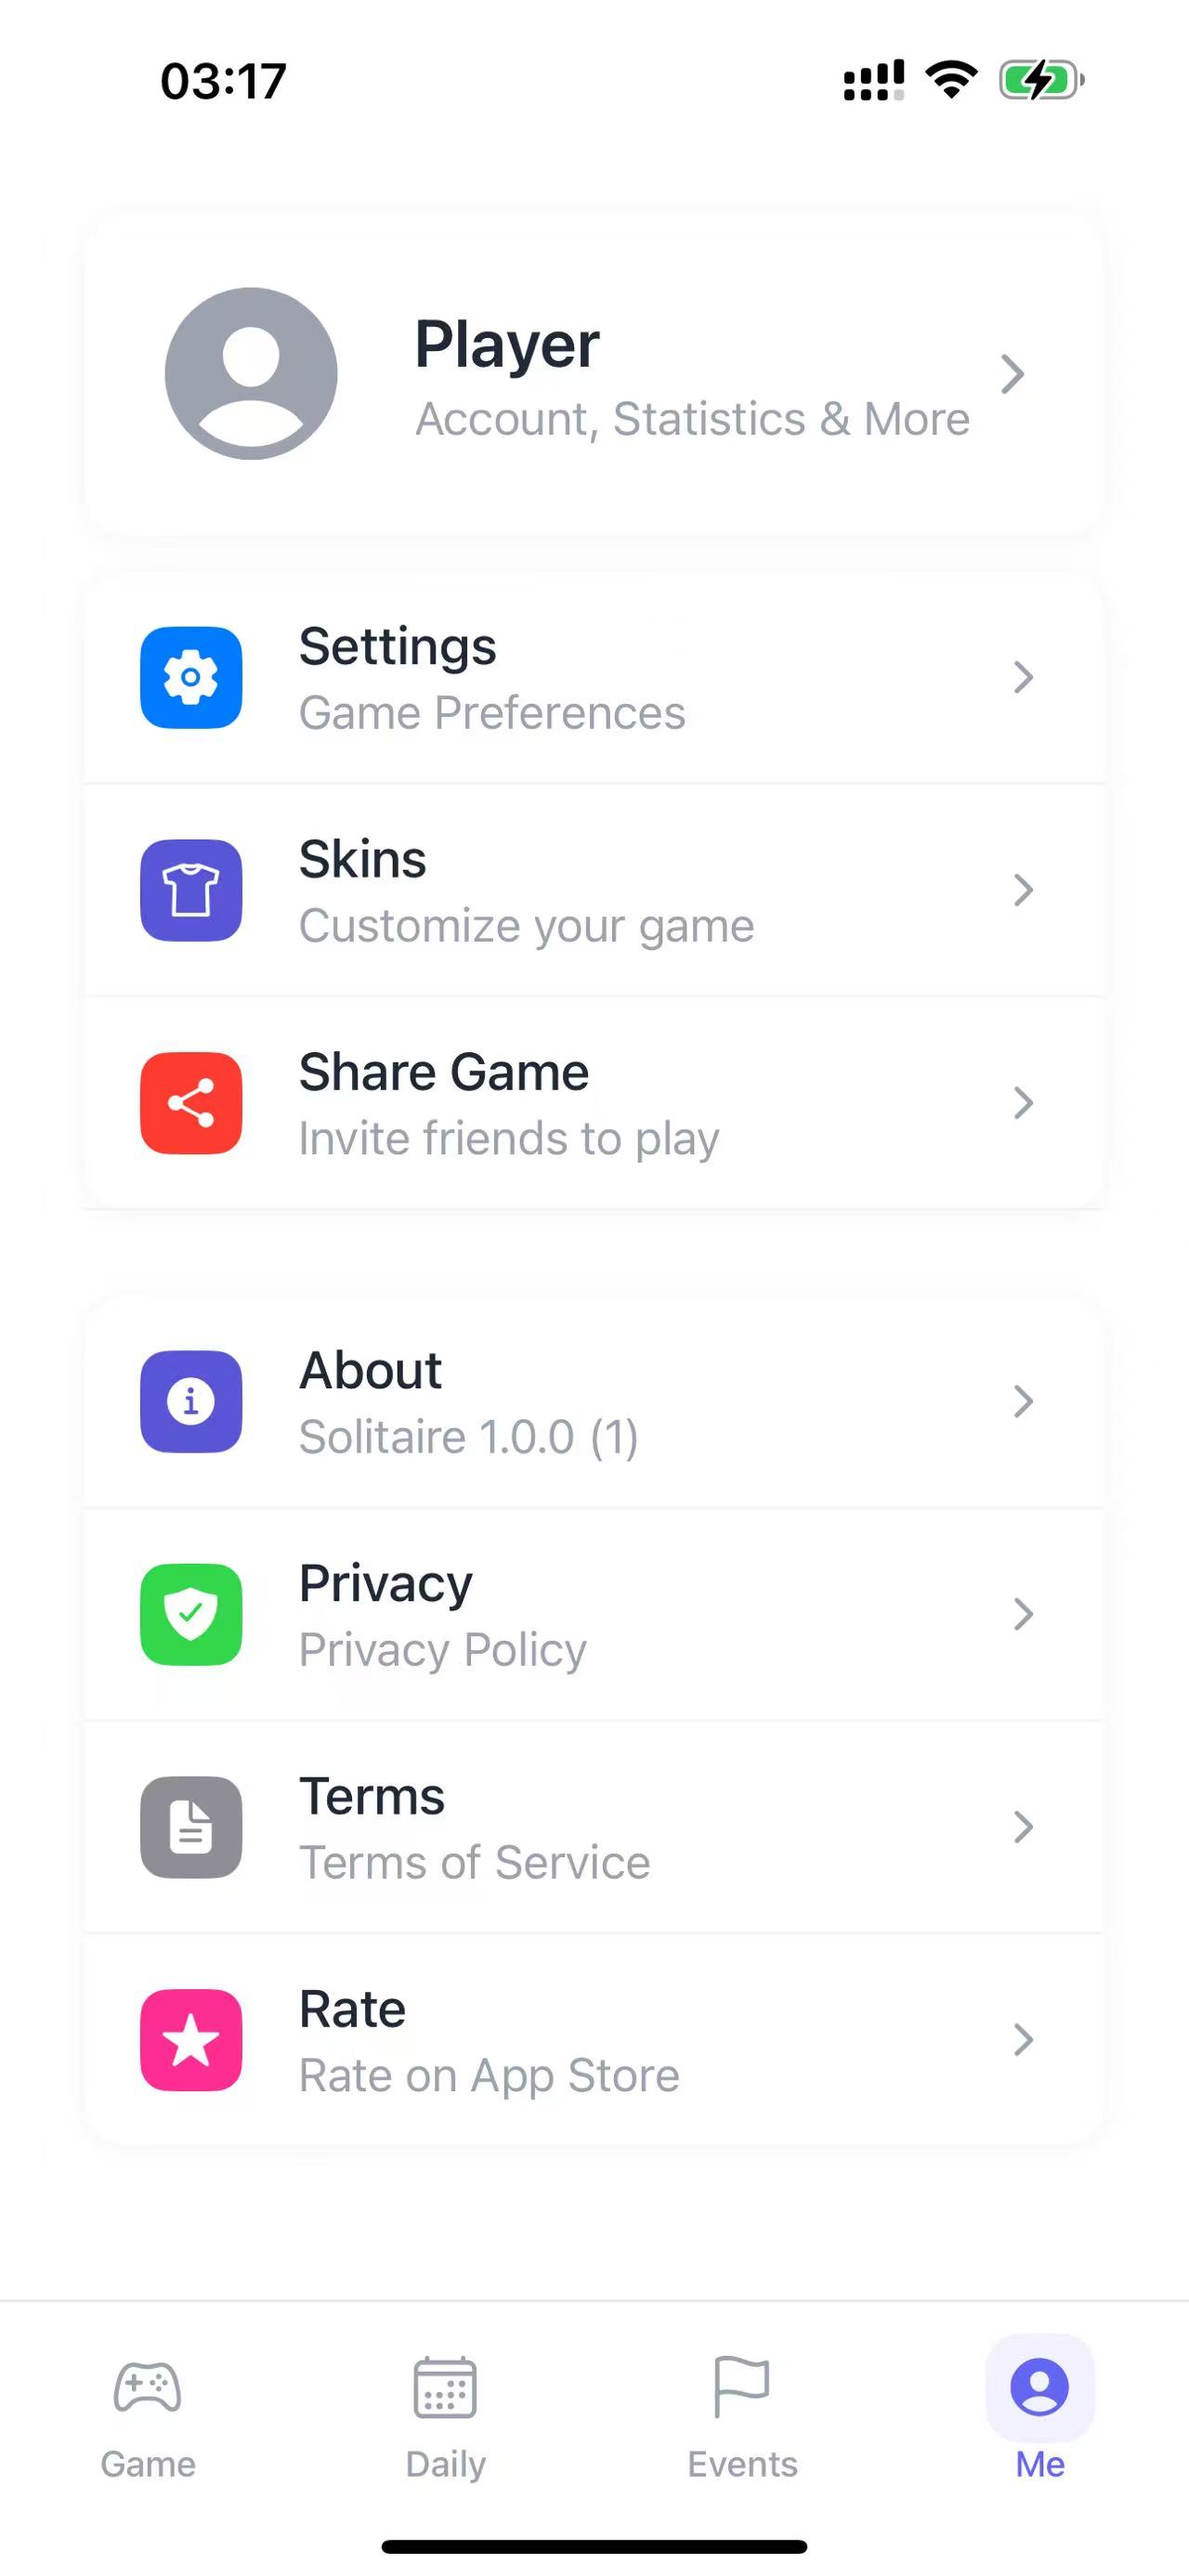 03:17
Player
Account, Statistics & More
Settings
Game Preferences
Skins
Customize your game
Share Game
Invite friends to play
About
Solitaire 1.0.0 (1)
Privacy
Privacy Policy
Terms
Terms of Service
Rate
Rate on App Store
Game
Daily
Events
Me